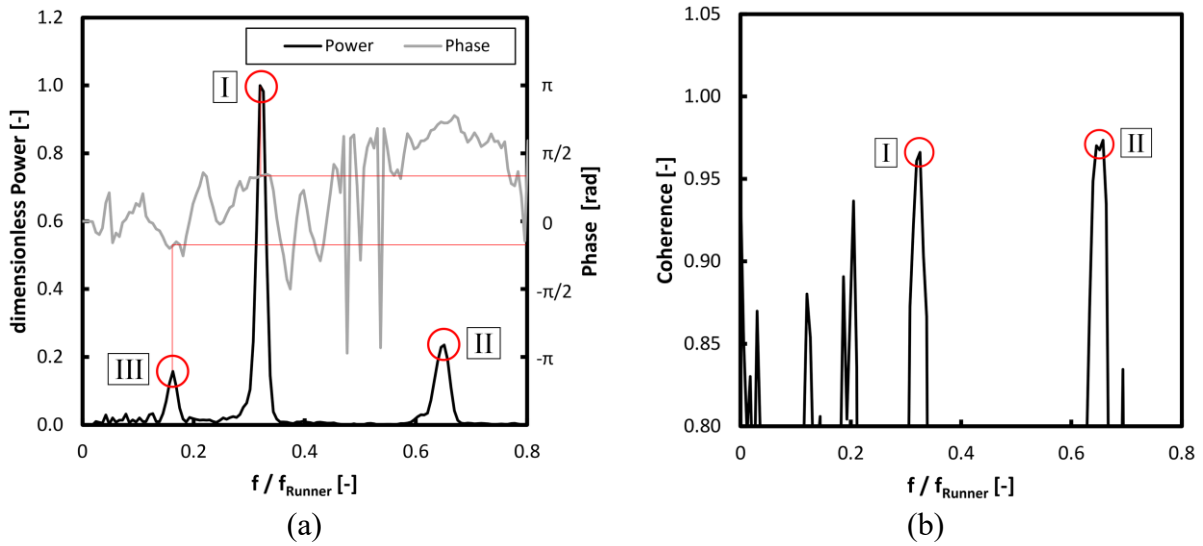 1.2
1.0
0.8
0.6
0.4
0.2
0.0
dimensionless Power [-]
Power
Phase
I
II
III
π
π/2
0
-π/2
-π
Phase [rad]
0
0.2
0.4
0.6
0.8
f / fRunner [-]
(a)
1.05
1.00
0.95
0.90
0.85
0.80
Coherence [-]
I
II
0
0.2
0.4
0.6
0.8
f / fRunner [-]
(b)